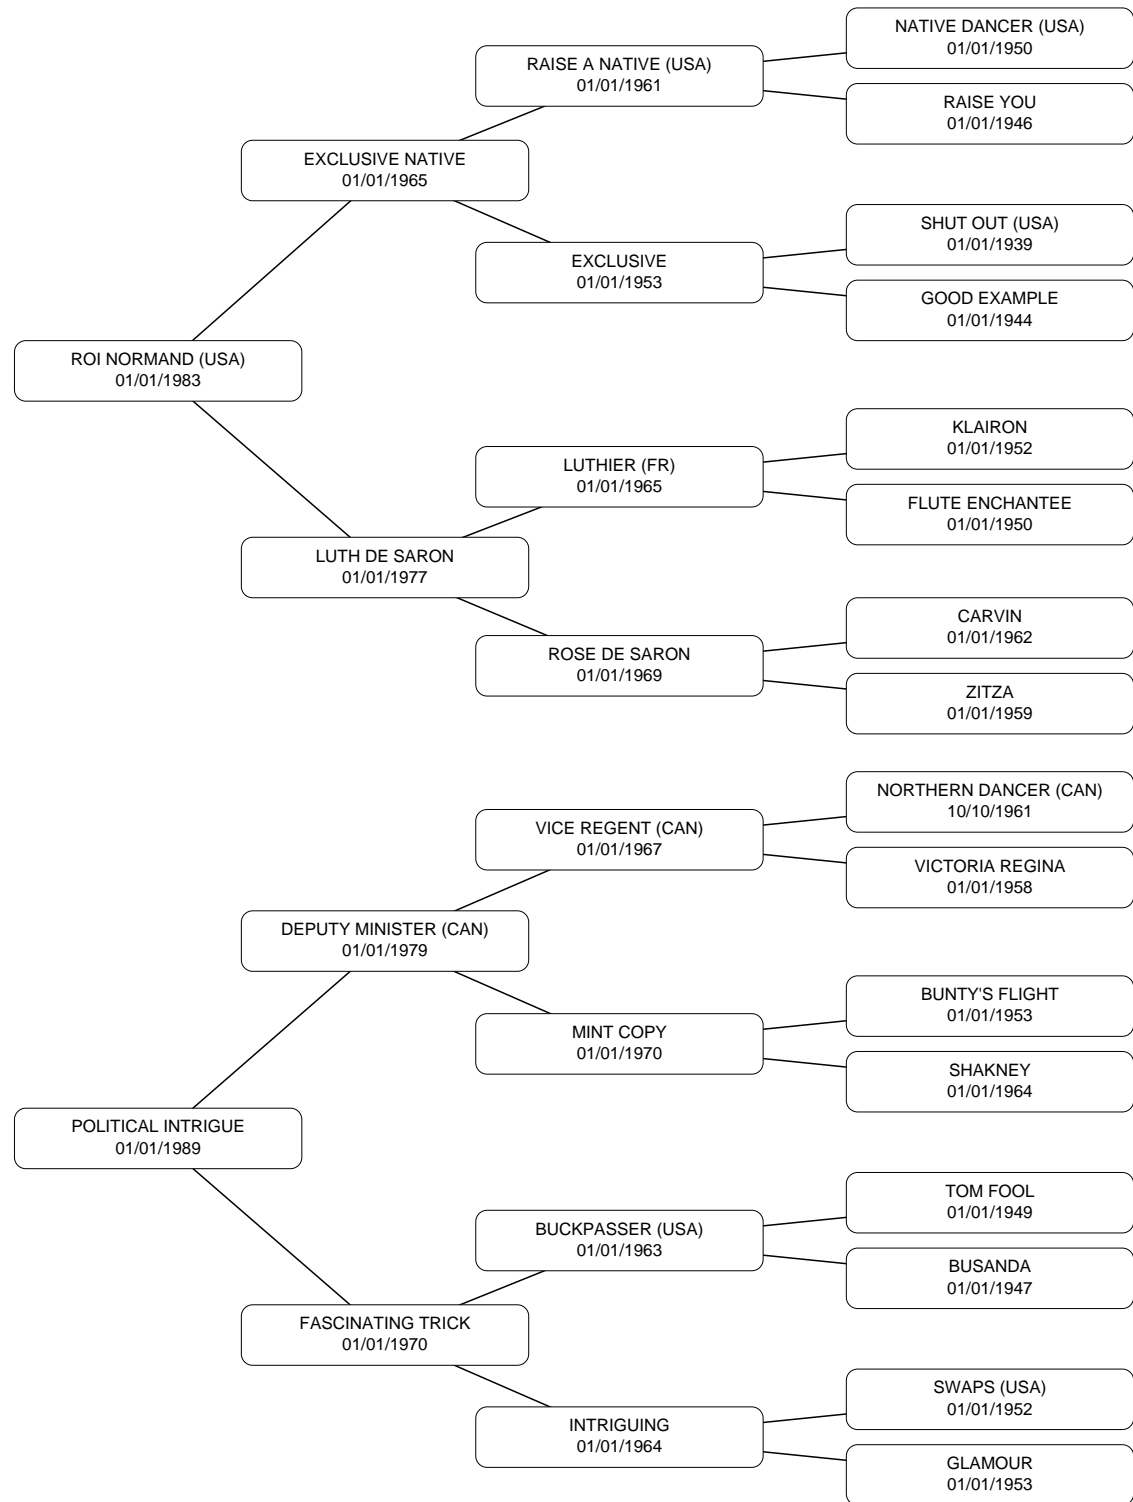 NATIVE DANCER (USA)
01/01/1950
RAISE A NATIVE (USA)
01/01/1961
RAISE YOU
01/01/1946
EXCLUSIVE NATIVE
01/01/1965
SHUT OUT (USA)
01/01/1939
EXCLUSIVE
01/01/1953
GOOD EXAMPLE
01/01/1944
ROI NORMAND (USA)
01/01/1983
KLAIRON
01/01/1952
LUTHIER (FR)
01/01/1965
FLUTE ENCHANTEE
01/01/1950
LUTH DE SARON
01/01/1977
CARVIN
01/01/1962
ROSE DE SARON
01/01/1969
ZITZA
01/01/1959
NORTHERN DANCER (CAN)
10/10/1961
VICE REGENT (CAN)
01/01/1967
VICTORIA REGINA
01/01/1958
DEPUTY MINISTER (CAN)
01/01/1979
BUNTY'S FLIGHT
01/01/1953
MINT COPY
01/01/1970
SHAKNEY
01/01/1964
POLITICAL INTRIGUE
01/01/1989
TOM FOOL
01/01/1949
BUCKPASSER (USA)
01/01/1963
BUSANDA
01/01/1947
FASCINATING TRICK
01/01/1970
SWAPS (USA)
01/01/1952
INTRIGUING
01/01/1964
GLAMOUR
01/01/1953